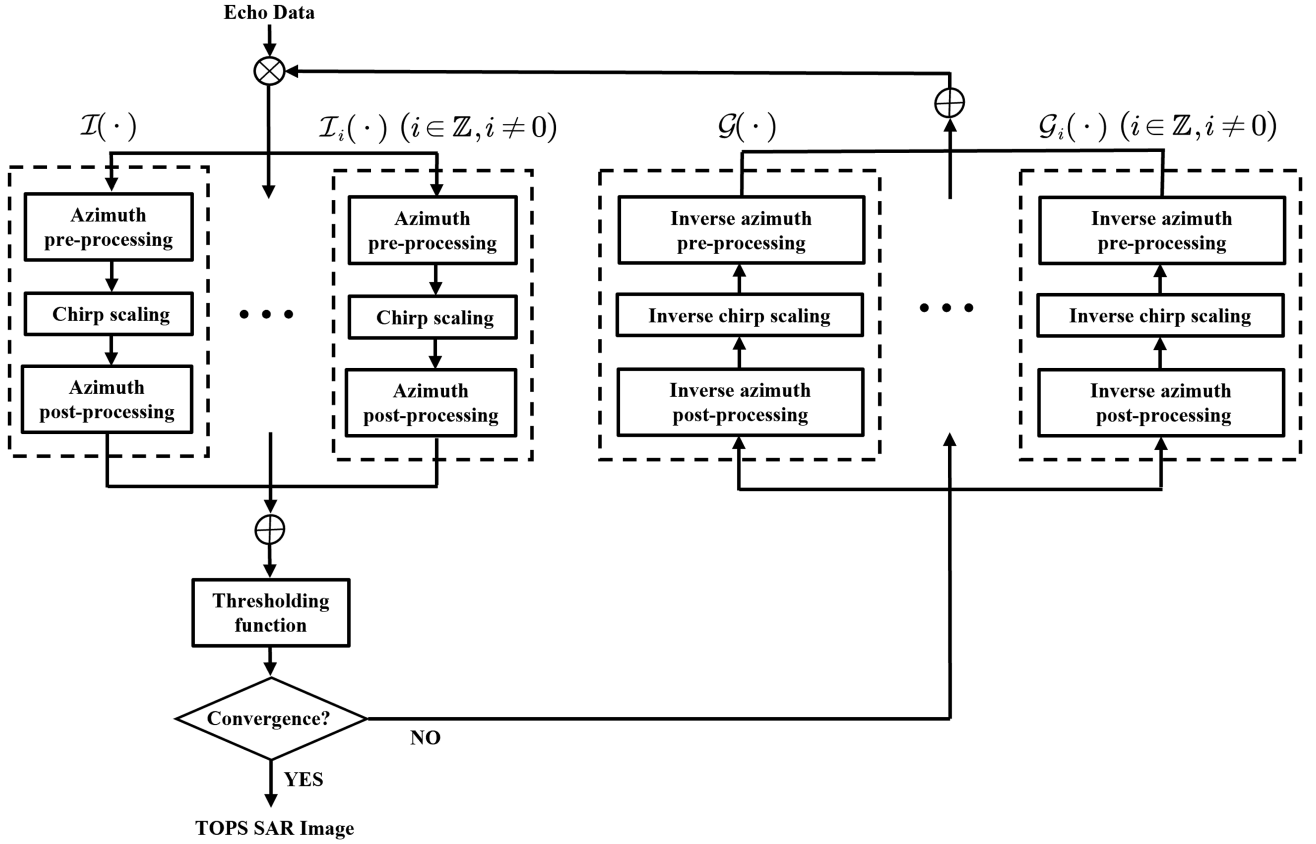 Echo Data
ℐ(·)
ℐᵢ(·) (i∈ℤ, i≠0)
𝒢(·)
𝒢ᵢ(·) (i∈ℤ, i≠0)
Azimuth
pre-processing
Chirp scaling
Azimuth
post-processing
• • •
Azimuth
pre-processing
Chirp scaling
Azimuth
post-processing
Inverse azimuth
pre-processing
Inverse chirp scaling
Inverse azimuth
post-processing
• • •
Inverse azimuth
pre-processing
Inverse chirp scaling
Inverse azimuth
post-processing
Thresholding
function
Convergence?
NO
YES
TOPS SAR Image